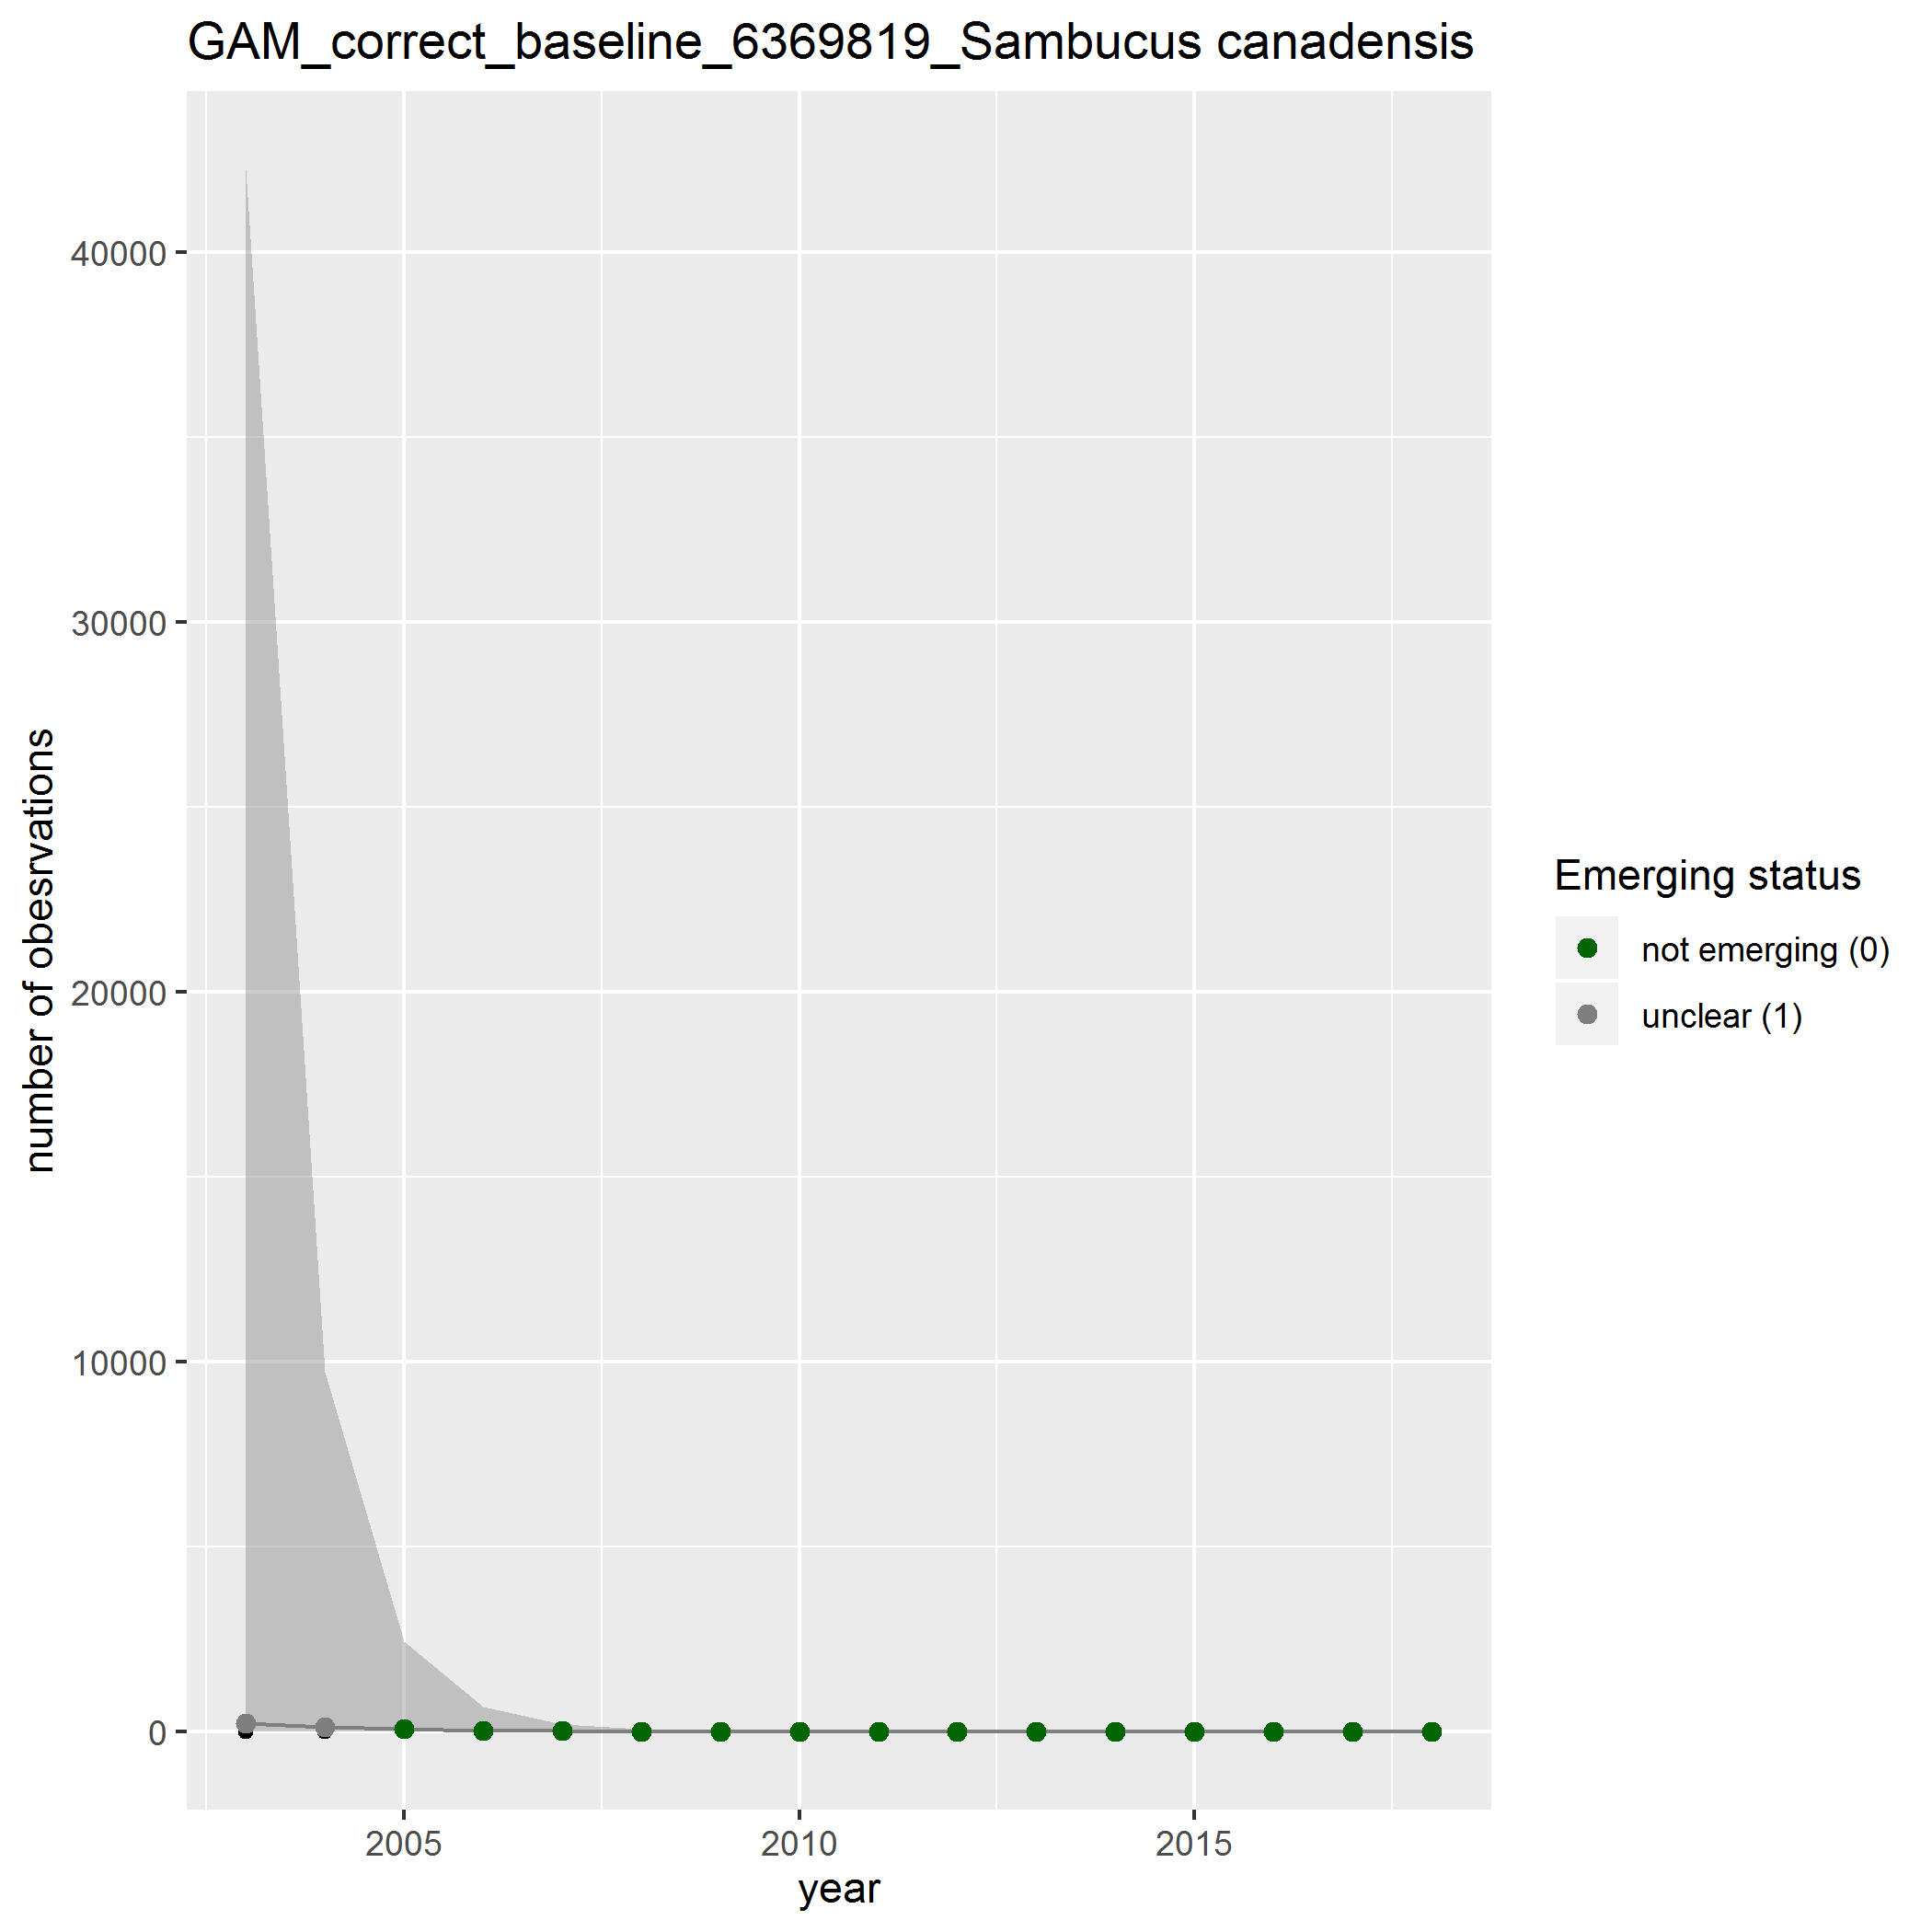 GAM_correct_baseline_6369819_Sambucus canadensis
40000
30000
20000
10000
0
number of obesrvations
2005
2010
2015
year
Emerging status
not emerging (0)
unclear (1)